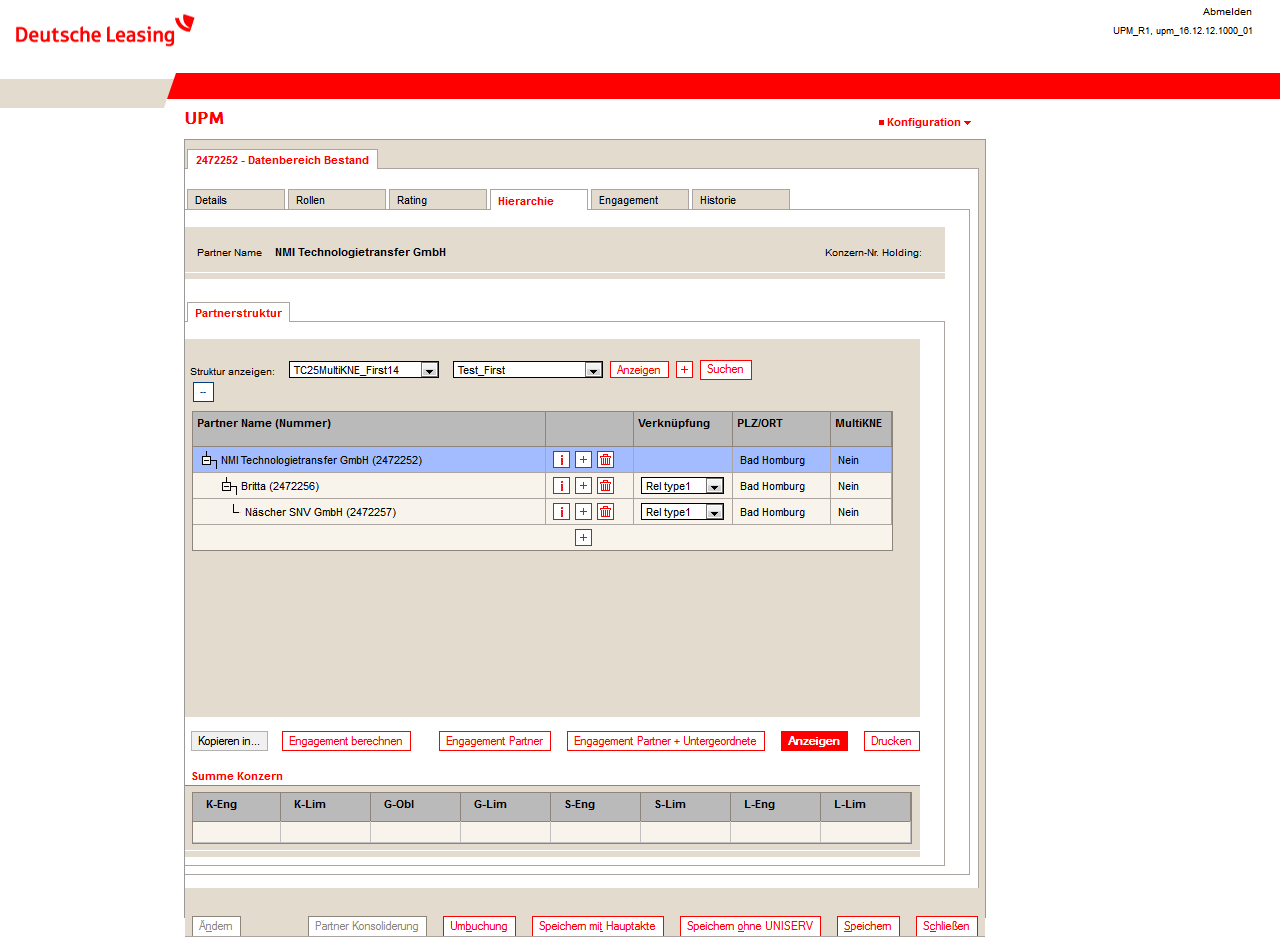 Deutsche Leasing
Abmelden
UPM_R1, upm_16.12.12.1000_01
UPM
Konfiguration
2472252 - Datenbereich Bestand
Details Rollen Rating Hierarchie Engagement Historie
Partner Name NMI Technologietransfer GmbH Konzern-Nr. Holding:
Partnerstruktur
Struktur anzeigen: TC25MultiKNE_First14 Test_First Anzeigen + Suchen
--
Partner Name (Nummer) Verknüpfung PLZ/ORT MultiKNE
NMI Technologietransfer GmbH (2472252) i + Bad Homburg Nein
Britta (2472256) i + Rel type1 Bad Homburg Nein
Näscher SNV GmbH (2472257) i + Rel type1 Bad Homburg Nein
+
Kopieren in... Engagement berechnen Engagement Partner Engagement Partner + Untergeordnete Anzeigen Drucken
Summe Konzern
K-Eng K-Lim G-Obl G-Lim S-Eng S-Lim L-Eng L-Lim
Ändern Partner Konsolidierung Umbuchung Speichern mit Hauptakte Speichern ohne UNISERV Speichern Schließen